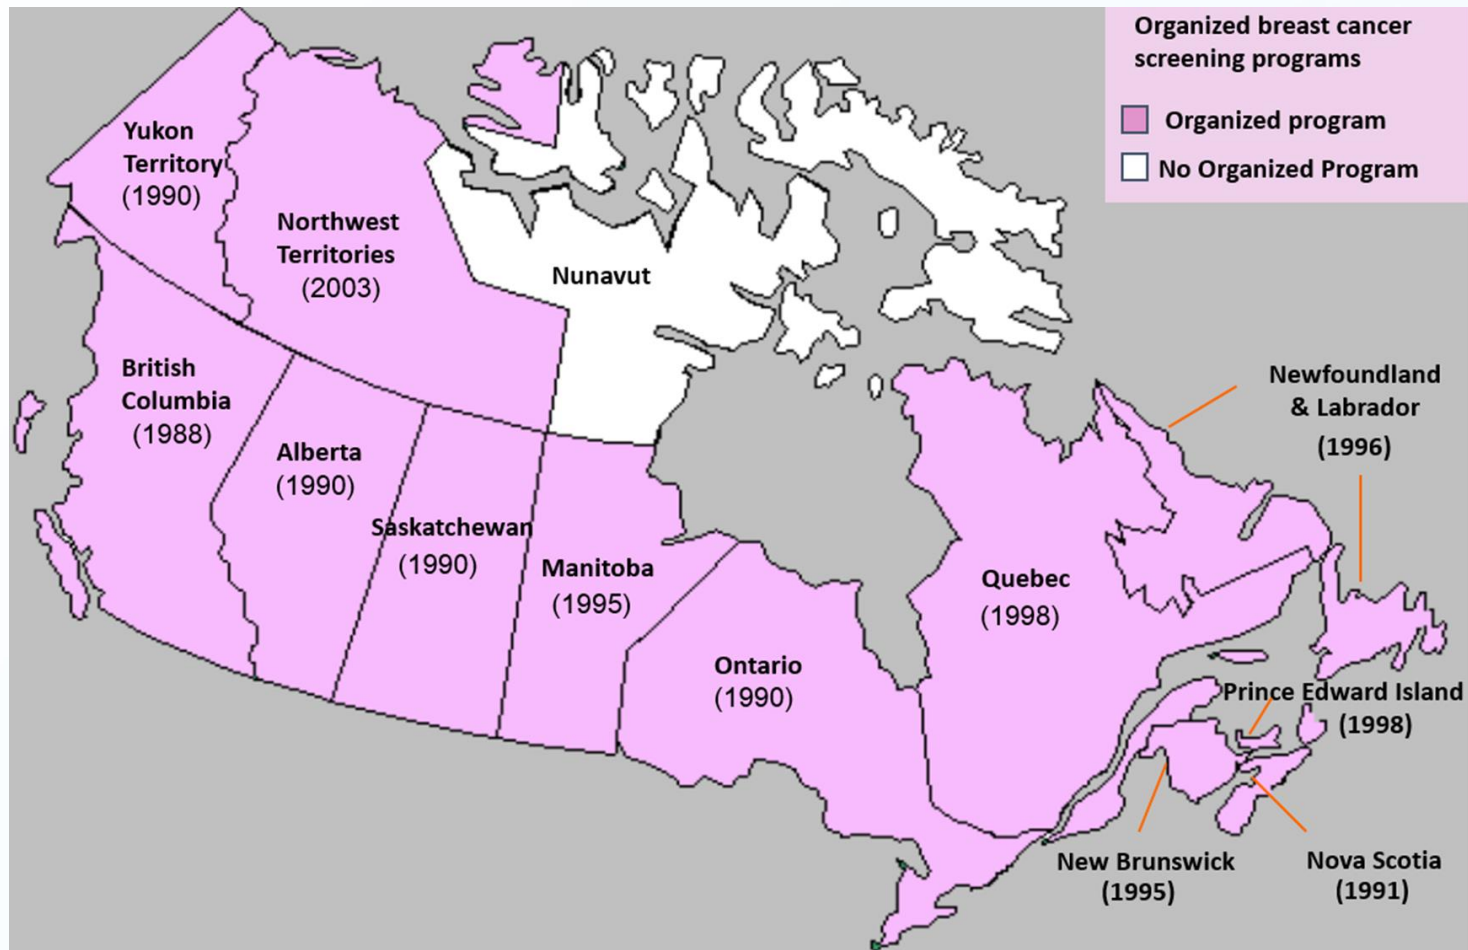 Organized breast cancer
screening programs
Organized program
No Organized Program
Yukon
Territory
(1990)
Northwest
Territories
(2003)
Nunavut
British
Columbia
(1988)
Alberta
(1990)
Saskatchewan
(1990)
Manitoba
(1995)
Ontario
(1990)
Quebec
(1998)
Newfoundland
& Labrador
(1996)
Prince Edward Island
(1998)
New Brunswick
(1995)
Nova Scotia
(1991)